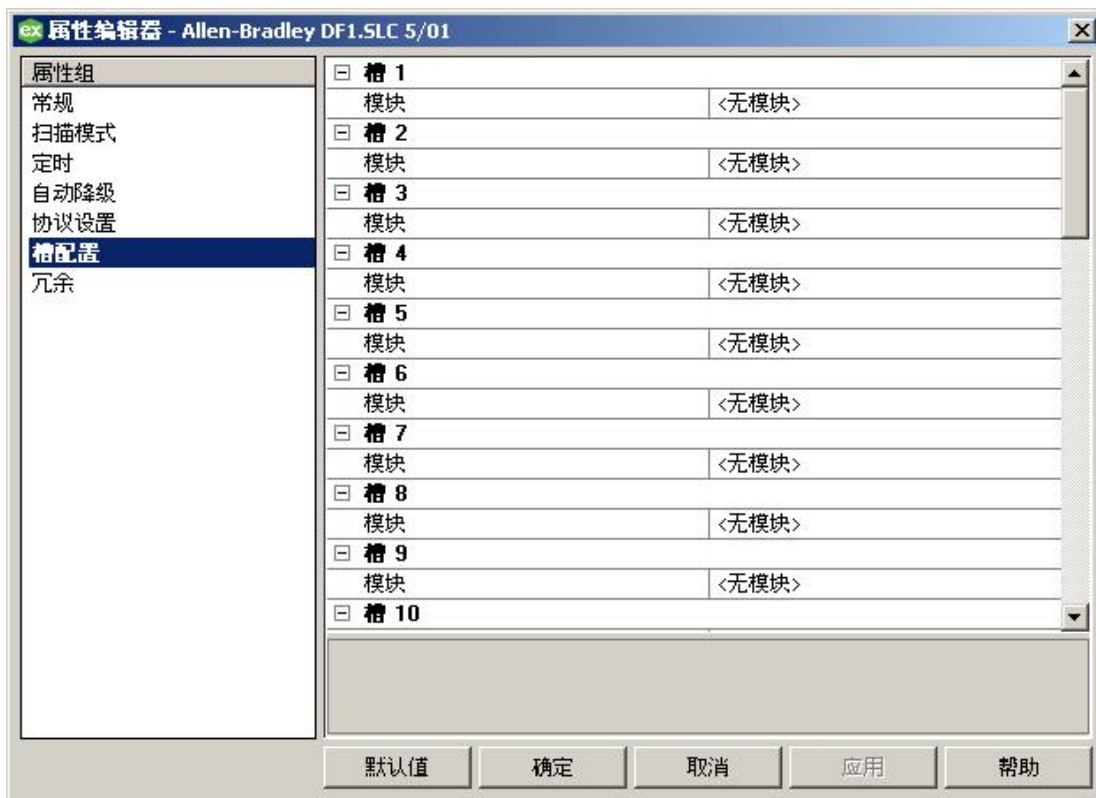 ex 属性编辑器 - Allen-Bradley DF1.SLC 5/01
属性组
常规
扫描模式
定时
自动降级
协议设置
槽配置
冗余
槽 1
模块 <无模块>
槽 2
模块 <无模块>
槽 3
模块 <无模块>
槽 4
模块 <无模块>
槽 5
模块 <无模块>
槽 6
模块 <无模块>
槽 7
模块 <无模块>
槽 8
模块 <无模块>
槽 9
模块 <无模块>
槽 10
默认值 确定 取消 应用 帮助